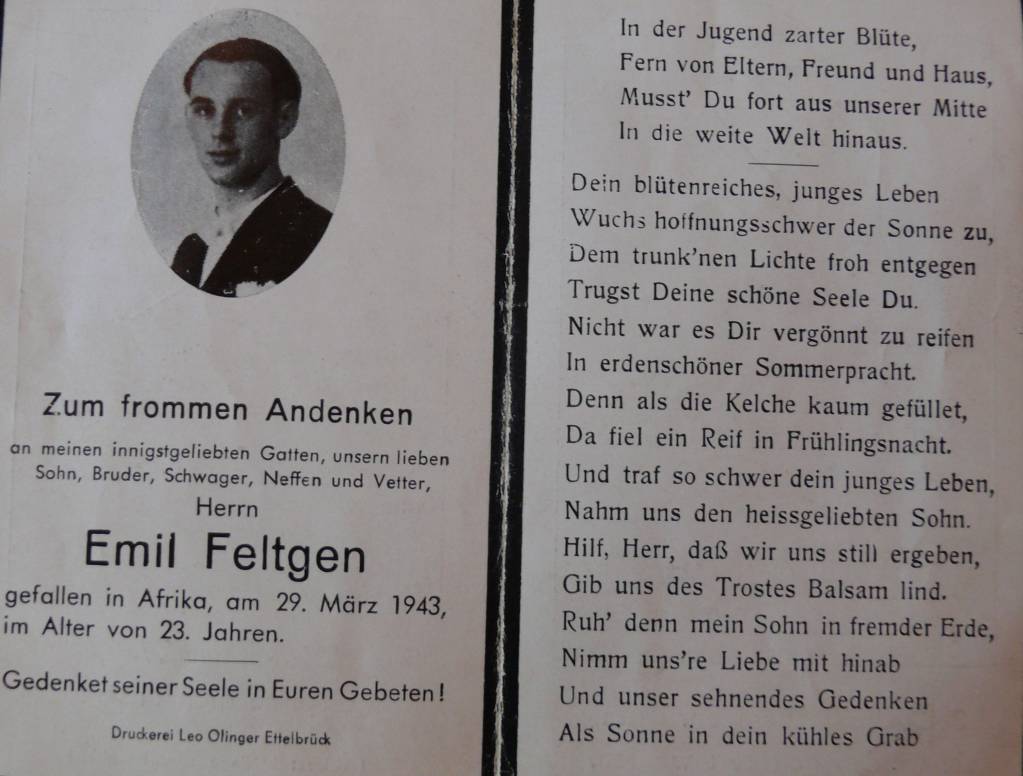 Zum frommen Andenken
an meinen innigstgeliebten Gatten, unsern lieben
Sohn, Bruder, Schwager, Neffen und Vetter,
Herrn
Emil Feltgen
gefallen in Afrika, am 29. März 1943,
im Alter von 23. Jahren.
Gedenket seiner Seele in Euren Gebeten!
Druckerei Leo Olinger Ettelbrück
In der Jugend zarter Blüte,
Fern von Eltern, Freund und Haus,
Musst' Du fort aus unserer Mitte
In die weite Welt hinaus.
Dein blütenreiches, junges Leben
Wuchs hoffnungsschwer der Sonne zu,
Dem trunk'nen Lichte froh entgegen
Trugst Deine schöne Seele Du.
Nicht war es Dir vergönnt zu reifen
In erdenschöner Sommerpracht.
Denn als die Kelche kaum gefüllet,
Da fiel ein Reif in Frühlingsnacht.
Und traf so schwer dein junges Leben,
Nahm uns den heissgeliebten Sohn.
Hilf, Herr, daß wir uns still ergeben,
Gib uns des Trostes Balsam lind.
Ruh' denn mein Sohn in fremder Erde,
Nimm uns're Liebe mit hinab
Und unser sehnendes Gedenken
Als Sonne in dein kühles Grab